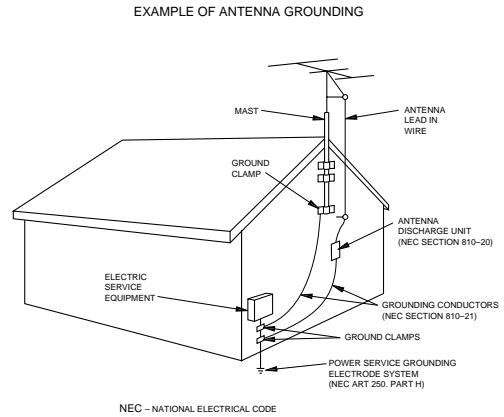 EXAMPLE OF ANTENNA GROUNDING
MAST
ANTENNA
LEAD IN
WIRE
GROUND
CLAMP
ANTENNA
DISCHARGE UNIT
(NEC SECTION 810–20)
ELECTRIC
SERVICE
EQUIPMENT
GROUNDING CONDUCTORS
(NEC SECTION 810–21)
GROUND CLAMPS
POWER SERVICE GROUNDING
ELECTRODE SYSTEM
(NEC ART 250. PART H)
NEC – NATIONAL ELECTRICAL CODE